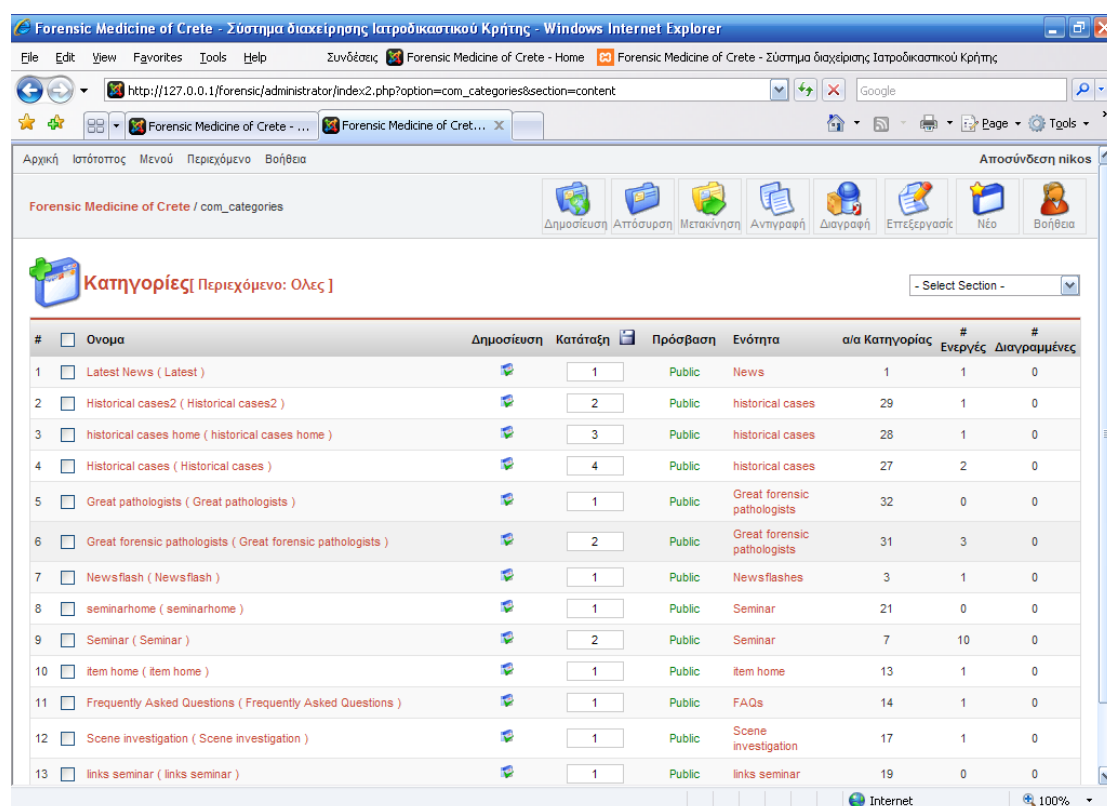 Forensic Medicine of Crete - Σύστημα διαχείρησης Ιατροδικαστικού Κρήτης - Windows Internet Explorer
File Edit View Favorites Tools Help Συνδέσεις Forensic Medicine of Crete - Home Forensic Medicine of Crete - Σύστημα διαχείρισης Ιατροδικαστικού Κρήτης
http://127.0.0.1/forensic/administrator/index2.php?option=com_categories&section=content Google
Forensic Medicine of Crete - ... Forensic Medicine of Cret... Page Tools
Αρχική Ιστότοπος Μενού Περιεχόμενο Βοήθεια Αποσύνδεση nikos
Forensic Medicine of Crete / com_categories
Δημοσίευση Απόσυρση Μετακίνηση Αντιγραφή Διαγραφή Επεξεργασίς Νέο Βοήθεια
Κατηγορίες[ Περιεχόμενο: Ολες ] - Select Section -
# Ονομα Δημοσίευση Κατάταξη Πρόσβαση Ενότητα α/α Κατηγορίας # Ενεργές # Διαγραμμένες
1 Latest News ( Latest ) 1 Public News 1 1 0
2 Historical cases2 ( Historical cases2 ) 2 Public historical cases 29 1 0
3 historical cases home ( historical cases home ) 3 Public historical cases 28 1 0
4 Historical cases ( Historical cases ) 4 Public historical cases 27 2 0
5 Great pathologists ( Great pathologists ) 1 Public Great forensic pathologists 32 0 0
6 Great forensic pathologists ( Great forensic pathologists ) 2 Public Great forensic pathologists 31 3 0
7 Newsflash ( Newsflash ) 1 Public Newsflashes 3 1 0
8 seminarhome ( seminarhome ) 1 Public Seminar 21 0 0
9 Seminar ( Seminar ) 2 Public Seminar 7 10 0
10 item home ( item home ) 1 Public item home 13 1 0
11 Frequently Asked Questions ( Frequently Asked Questions ) 1 Public FAQs 14 1 0
12 Scene investigation ( Scene investigation ) 1 Public Scene investigation 17 1 0
13 links seminar ( links seminar ) 1 Public links seminar 19 0 0
Internet 100%